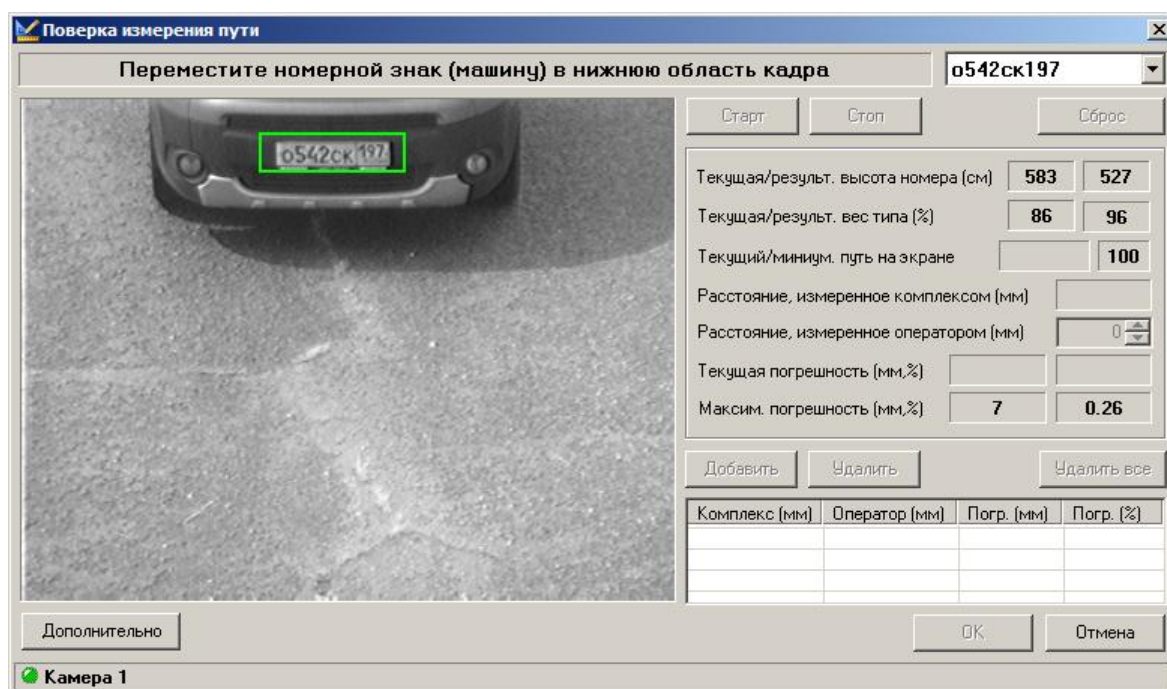 Поверка измерения пути
Переместите номерной знак (машину) в нижнюю область кадра
о542ск197
о542ск 197
Старт Стоп Сброс
Текущая/результ. высота номера (см) 583 527
Текущая/результ. вес типа (%) 86 96
Текущий/миниум. путь на экране 100
Расстояние, измеренное комплексом (мм)
Расстояние, измеренное оператором (мм) 0
Текущая погрешность (мм,%)
Максим. погрешность (мм,%) 7 0.26
Добавить Удалить Удалить все
Комплекс (мм) Оператор (мм) Погр. (мм) Погр. (%)
Дополнительно OK Отмена
Камера 1